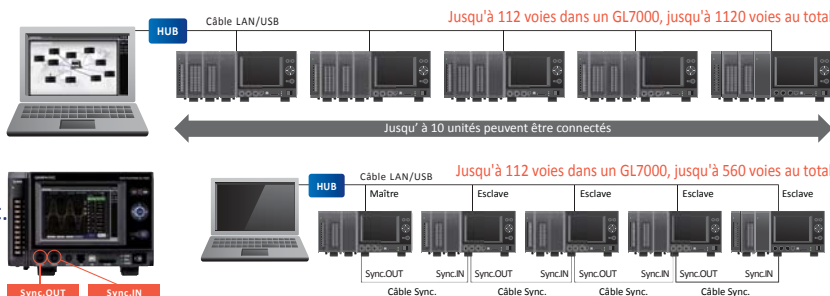 Jusqu'à 112 voies dans un GL7000, jusqu'à 1120 voies au total
Câble LAN/USB
HUB
Jusqu' à 10 unités peuvent être connectés
Jusqu'à 112 voies dans un GL7000, jusqu'à 560 voies au total
Câble LAN/USB
HUB
Maître Esclave Esclave Esclave Esclave
Sync.OUT Sync.IN Sync.OUT Sync.IN Sync.OUT Sync.IN Sync.OUT Sync.IN
Câble Sync. Câble Sync. Câble Sync. Câble Sync.
Sync.OUT Sync.IN